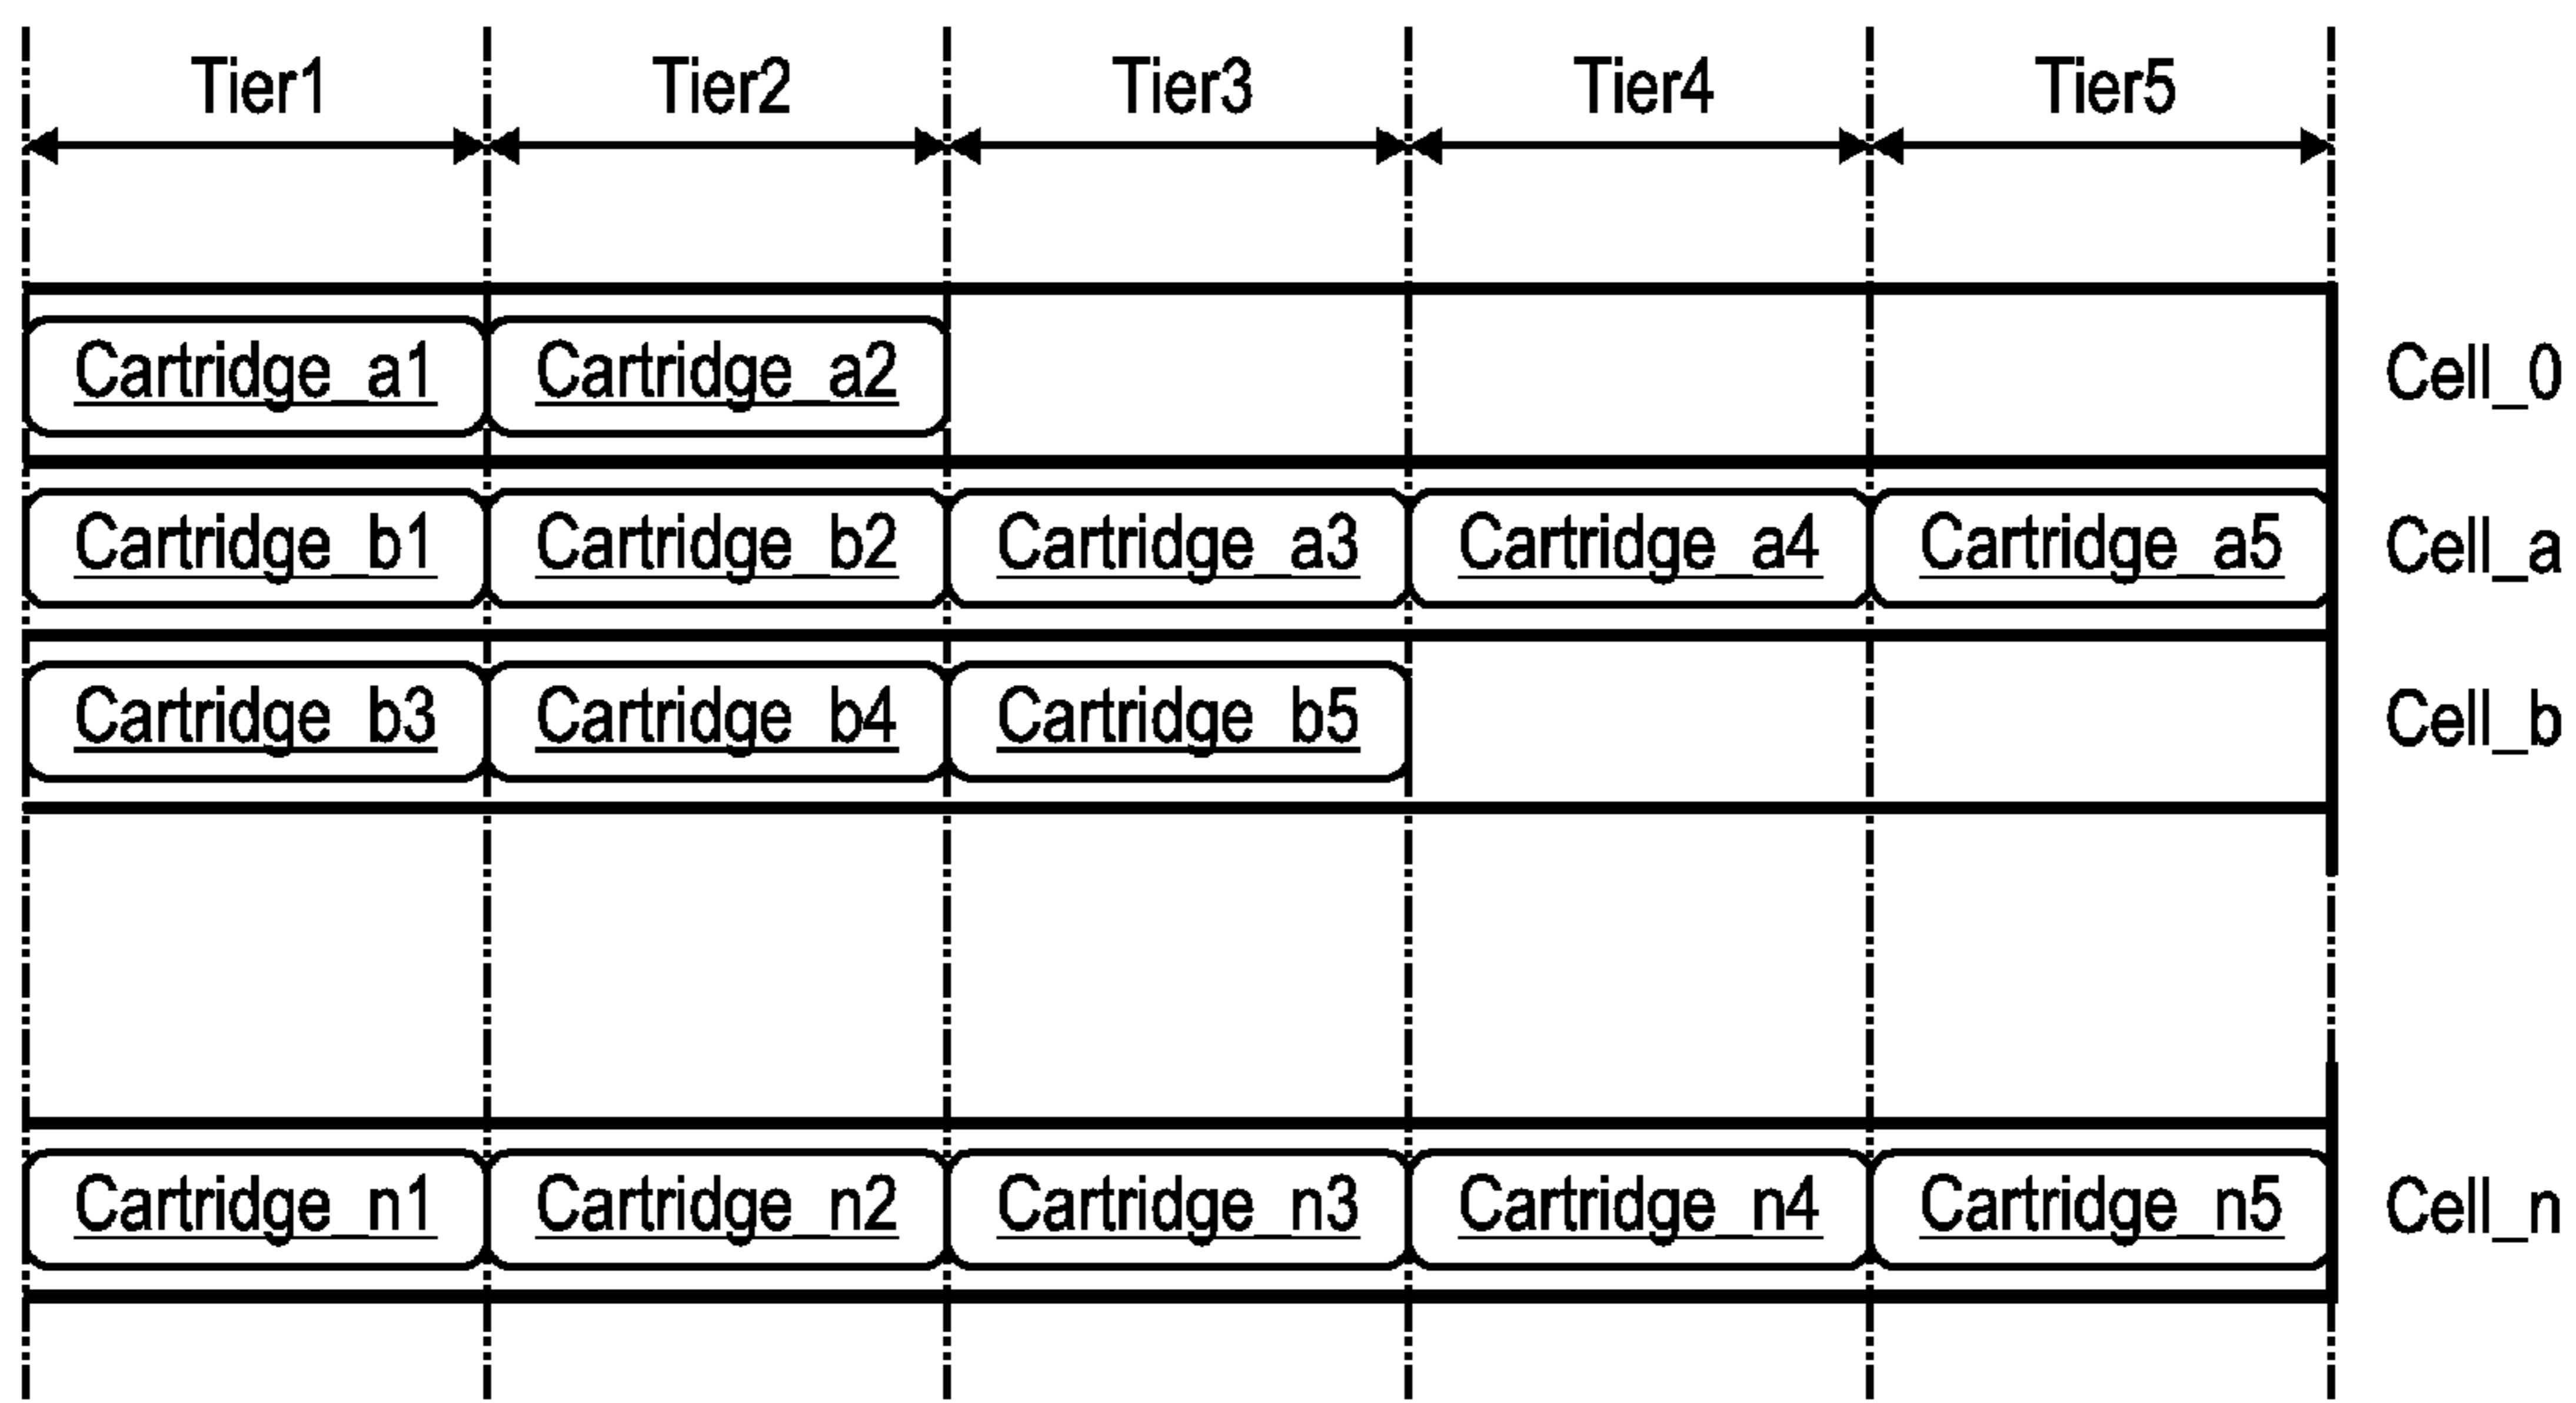 Tier1 Tier2 Tier3 Tier4 Tier5
Cartridge_a1 Cartridge_a2 Cell_0
Cartridge_b1 Cartridge_b2 Cartridge_a3 Cartridge_a4 Cartridge_a5 Cell_a
Cartridge_b3 Cartridge_b4 Cartridge_b5 Cell_b
Cartridge_n1 Cartridge_n2 Cartridge_n3 Cartridge_n4 Cartridge_n5 Cell_n